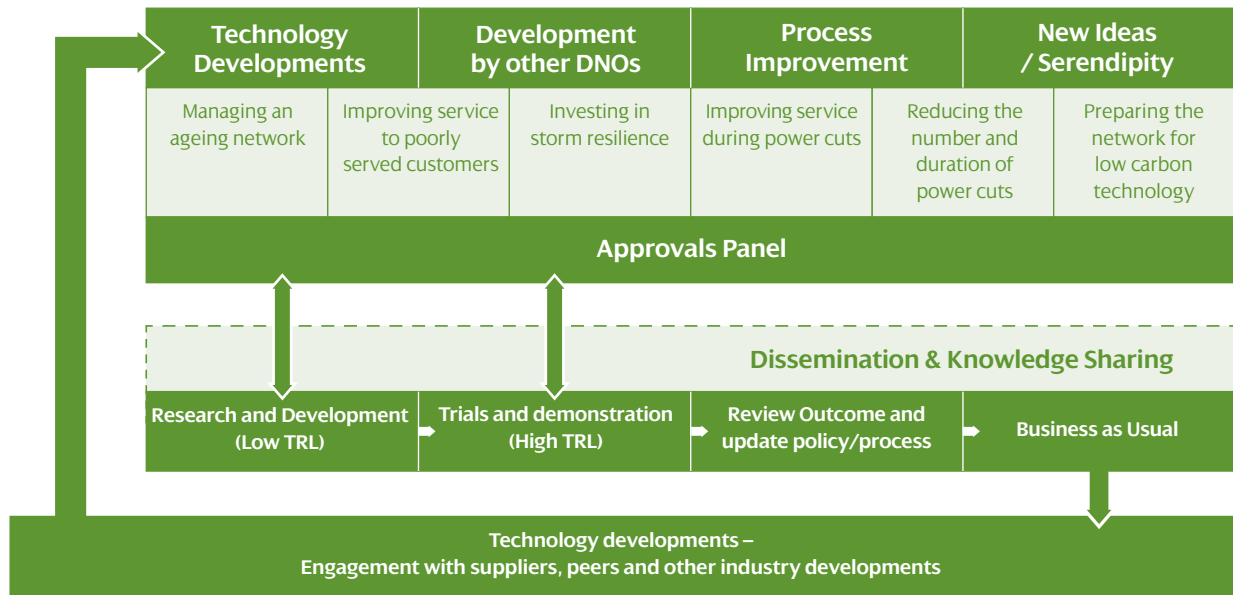 Technology
Developments
Development
by other DNOs
Process
Improvement
New Ideas
/ Serendipity
Managing an
ageing network
Improving service
to poorly
served customers
Investing in
storm resilience
Improving service
during power cuts
Reducing the
number and
duration of
power cuts
Preparing the
network for
low carbon
technology
Approvals Panel
Dissemination & Knowledge Sharing
Research and Development
(Low TRL)
Trials and demonstration
(High TRL)
Review Outcome and
update policy/process
Business as Usual
Technology developments –
Engagement with suppliers, peers and other industry developments